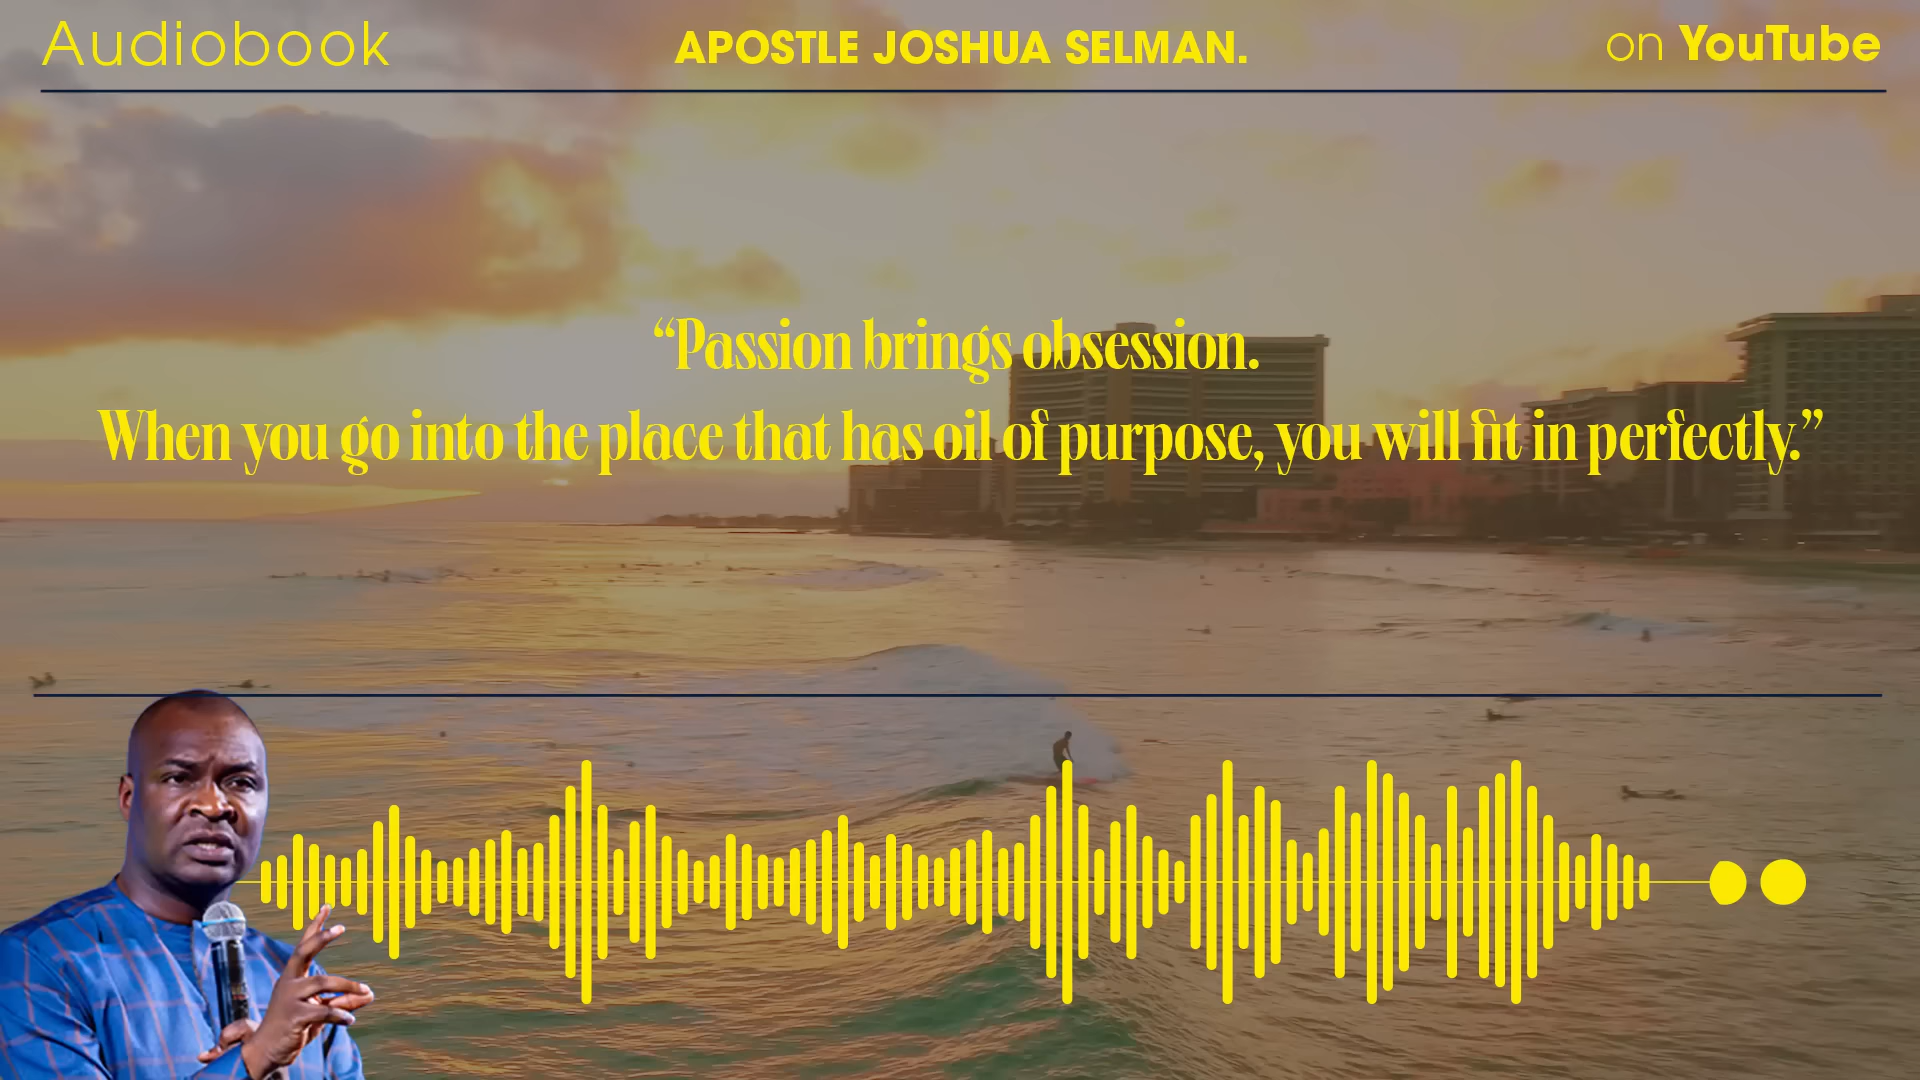 Audiobook
APOSTLE JOSHUA SELMAN.
on YouTube
“Passion brings obsession.
When you go into the place that has oil of purpose, you will fit in perfectly.”